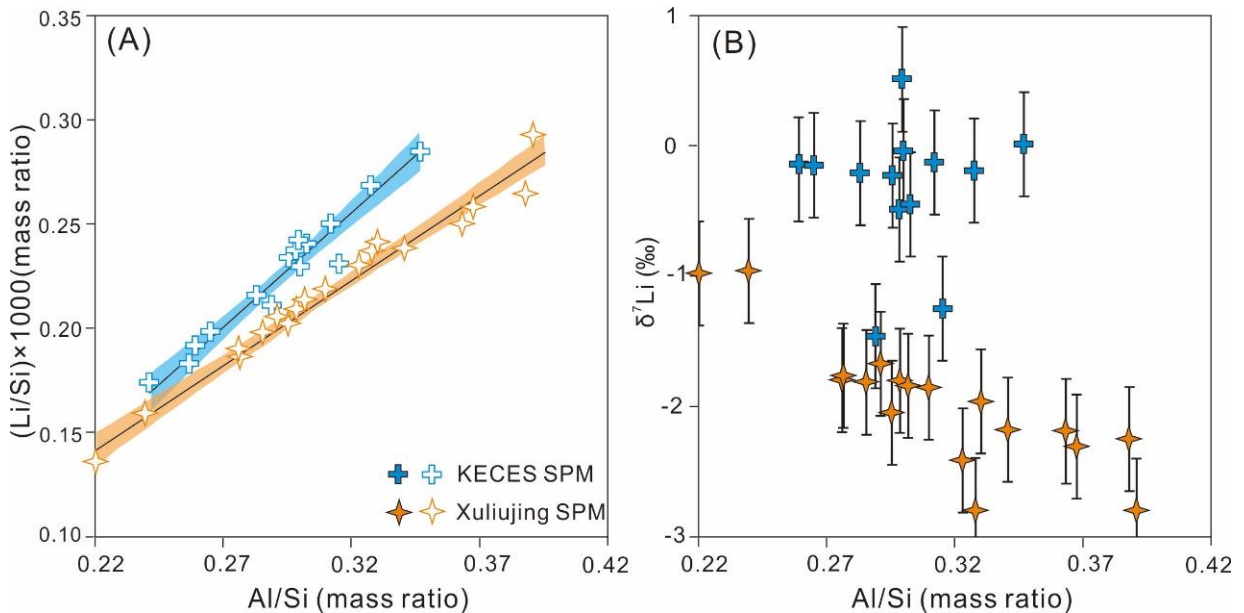 (A)
(Li/Si)×1000(mass ratio)
0.35
0.30
0.25
0.20
0.15
0.10
0.22
0.27
0.32
0.37
0.42
Al/Si (mass ratio)
KECES SPM
Xuliujing SPM
(B)
δ⁷Li (‰)
1
0
-1
-2
-3
0.22
0.27
0.32
0.37
0.42
Al/Si (mass ratio)